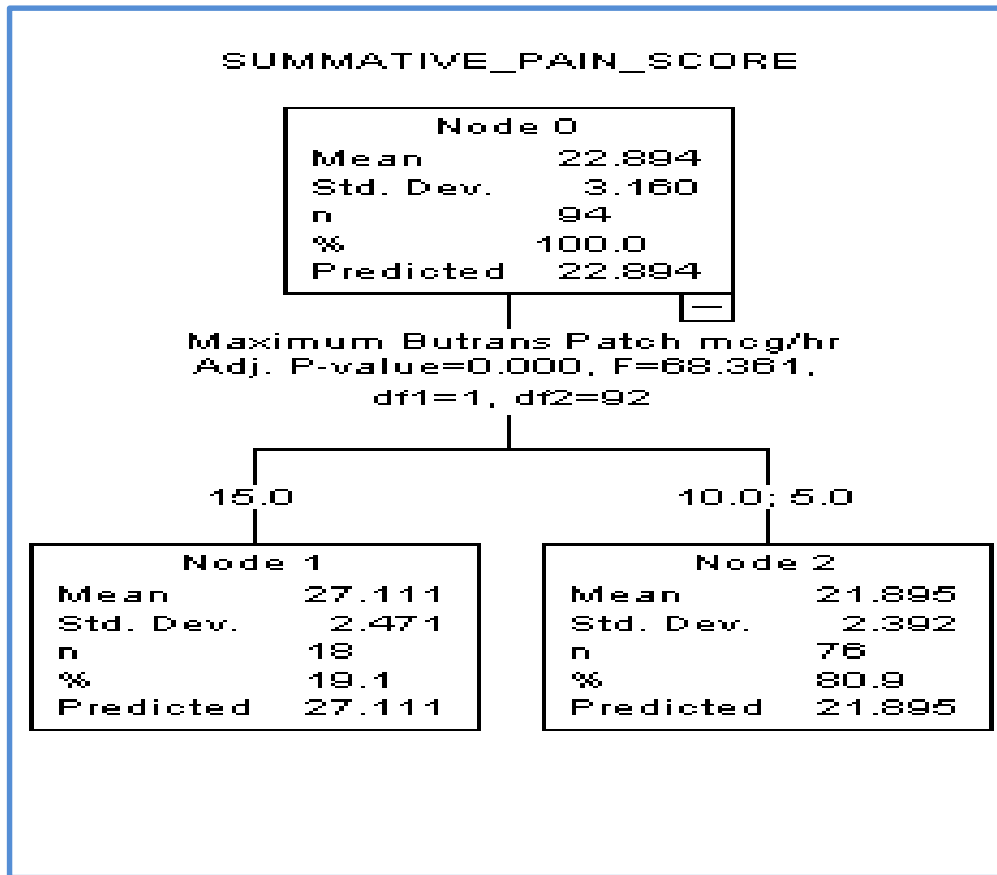 SUMMATIVE_PAIN_SCORE
Node 0
Mean 22.894
Std. Dev. 3.160
n 94
% 100.0
Predicted 22.894
Maximum Butrans Patch mcg/hr
Adj. P-value=0.000, F=68.361,
df1=1, df2=92
15.0
10.0; 5.0
Node 1
Mean 27.111
Std. Dev. 2.471
n 18
% 19.1
Predicted 27.111
Node 2
Mean 21.895
Std. Dev. 2.392
n 76
% 80.9
Predicted 21.895